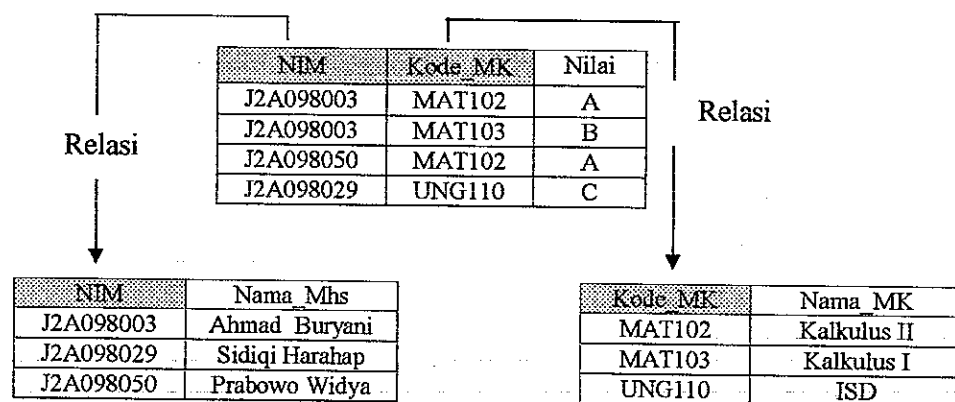 NIM Kode_MK Nilai
J2A098003 MAT102 A
J2A098003 MAT103 B
J2A098050 MAT102 A
J2A098029 UNG110 C
Relasi
Relasi
NIM Nama_Mhs
J2A098003 Ahmad Buryani
J2A098029 Sidiqi Harahap
J2A098050 Prabowo Widya
Kode_MK Nama_MK
MAT102 Kalkulus II
MAT103 Kalkulus I
UNG110 ISD